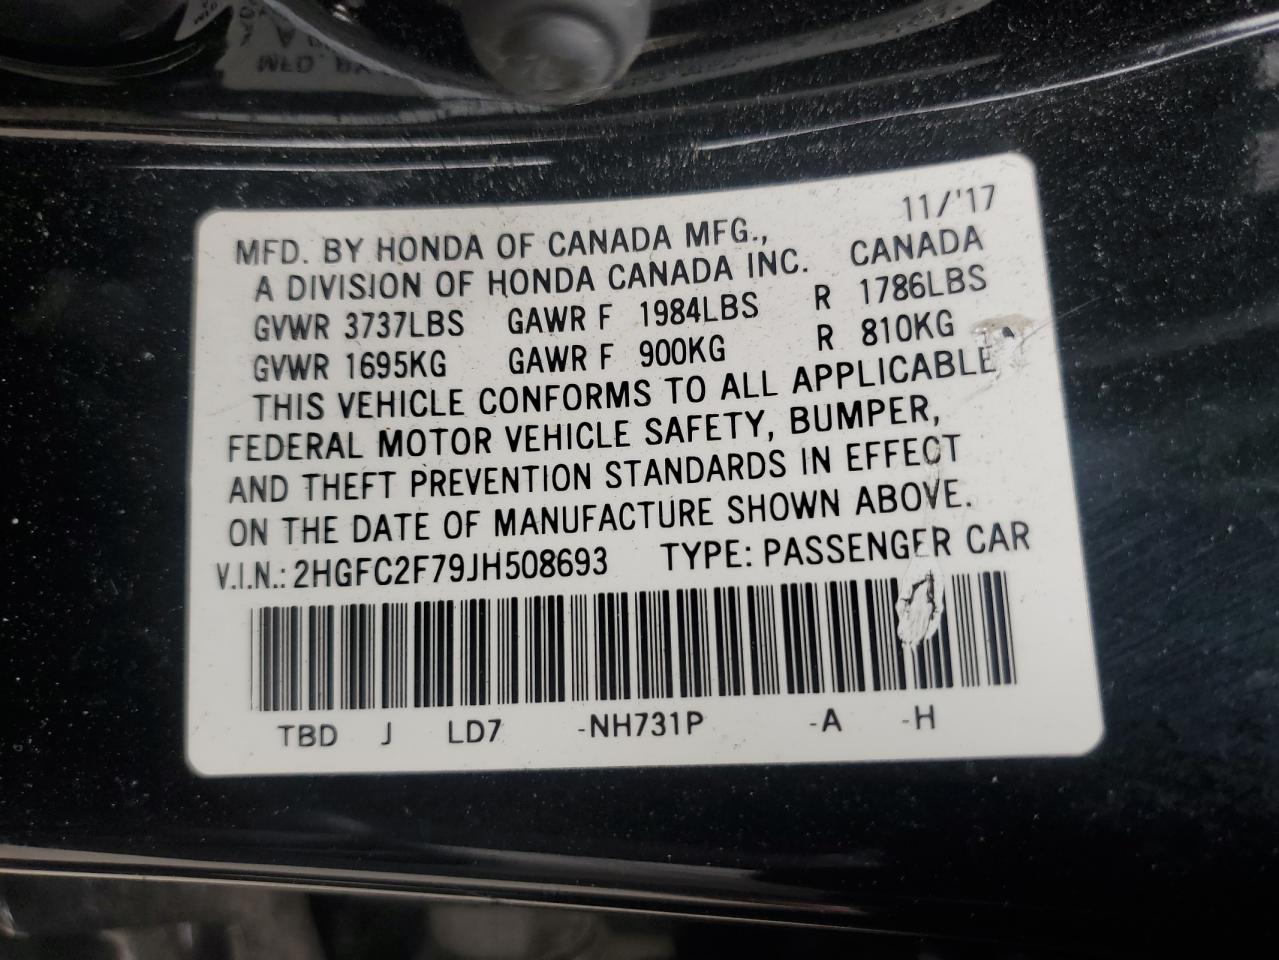 11/'17
MFD. BY HONDA OF CANADA MFG.,
A DIVISION OF HONDA CANADA INC. CANADA
GVWR 3737LBS GAWR F 1984LBS R 1786LBS
GVWR 1695KG GAWR F 900KG R 810KG
THIS VEHICLE CONFORMS TO ALL APPLICABLE
FEDERAL MOTOR VEHICLE SAFETY, BUMPER,
AND THEFT PREVENTION STANDARDS IN EFFECT
ON THE DATE OF MANUFACTURE SHOWN ABOVE.
V.I.N.: 2HGFC2F79JH508693 TYPE: PASSENGER CAR
TBD J LD7 -NH731P -A -H